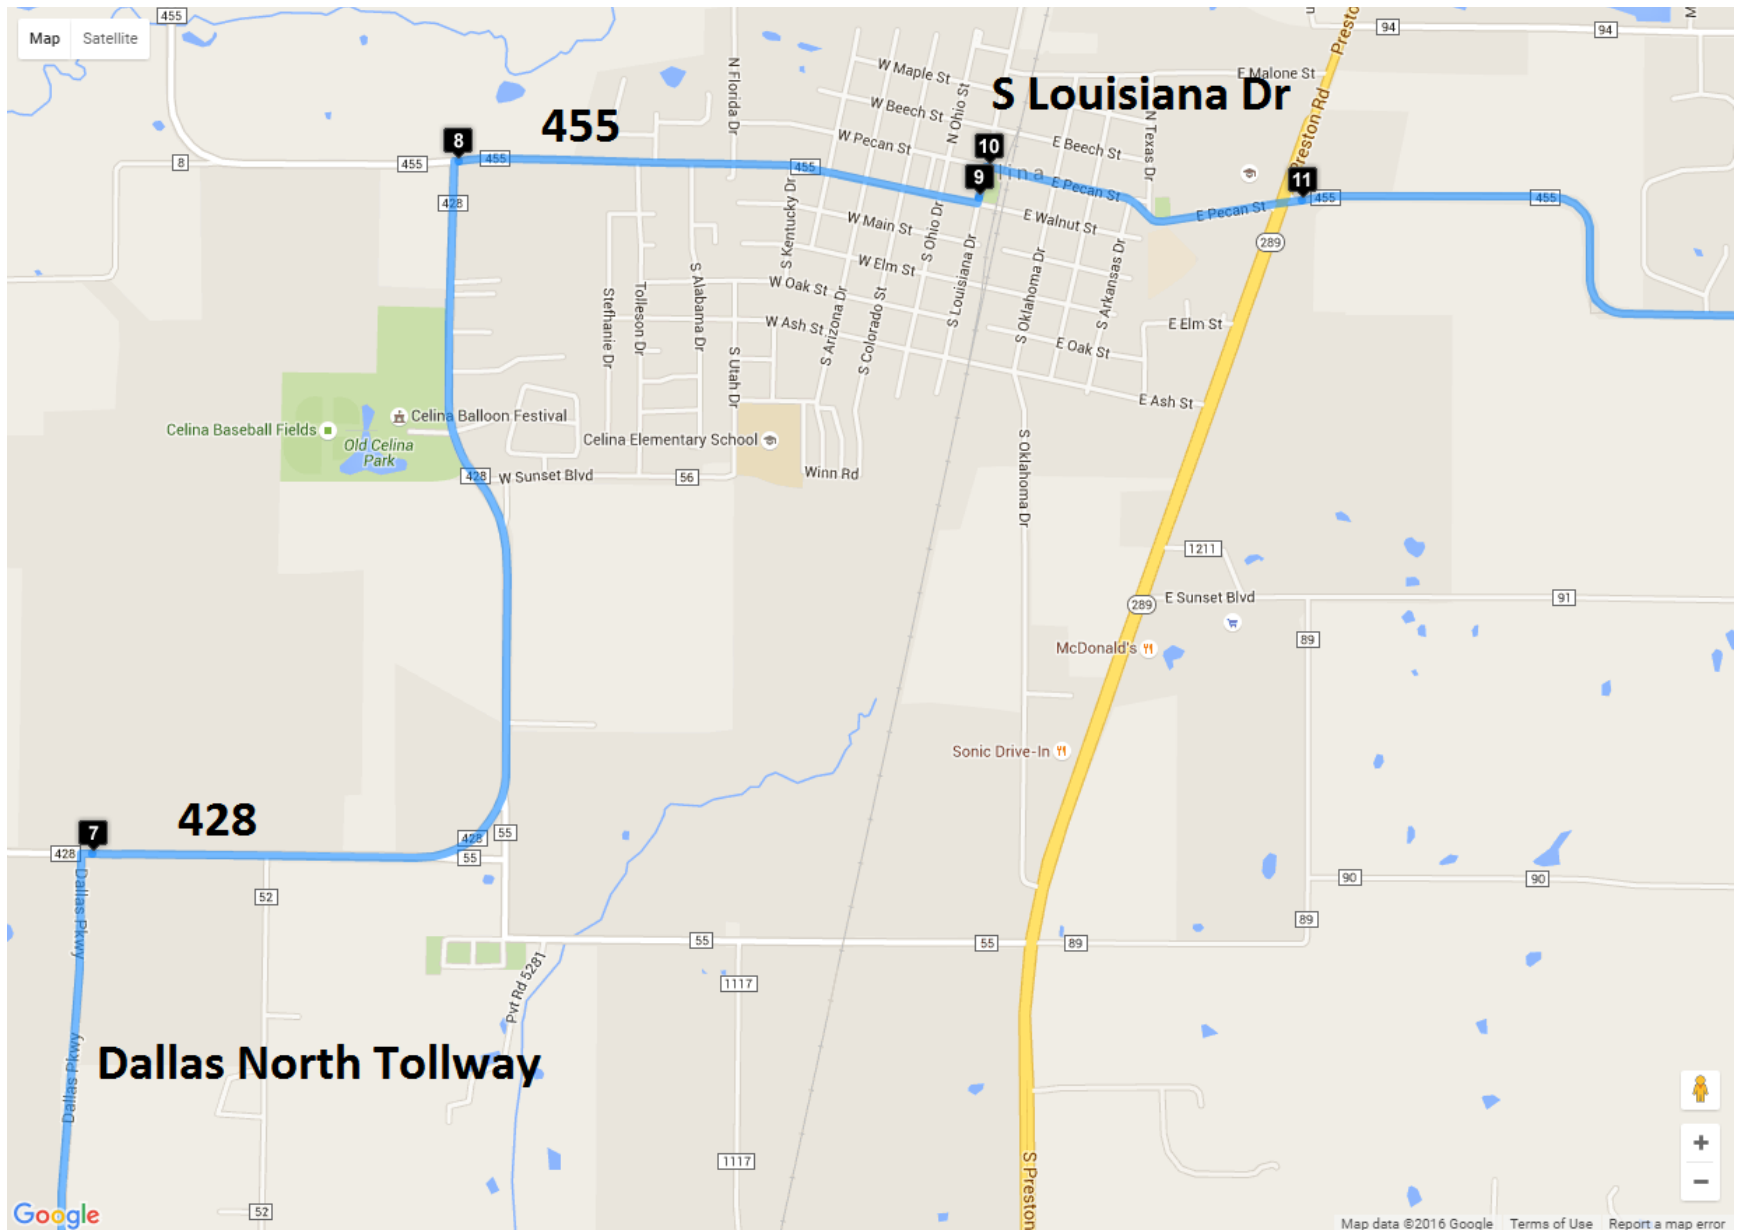 455
Map Satellite
94
94
Presto
E Malone St
W Maple St
N Florida Dr
S Louisiana Dr
455
W Beech St
N Ohio St
Preston Rd
8
W Pecan St
10
E Beech St
N Texas Dr
8
455
455
455
9
lina
E Pecan St
11
455
455
428
S Kentucky Dr
W Main St
S Ohio Dr
E Walnut St
E Pecan St
289
S Louisiana Dr
W Elm St
S Oklahoma Dr
S Arkansas Dr
Stefhanie Dr
Tolleson Dr
S Alabama Dr
W Oak St
S Arizona Dr
S Colorado St
W Ash St
E Elm St
S Utah Dr
E Oak St
E Ash St
Celina Balloon Festival
Celina Baseball Fields
Old Celina
Park
Celina Elementary School
S Oklahoma Dr
428
W Sunset Blvd
56
Winn Rd
1211
289
E Sunset Blvd
91
89
McDonald's
Sonic Drive-In
428
7
428
55
428
55
Dallas Pkwy
52
90
90
89
55
55
89
Pvt Rd 5281
1117
Dallas North Tollway
Dallas Pkwy
1117
S Preston
52
+
−
Google
Map data ©2016 Google Terms of Use Report a map error